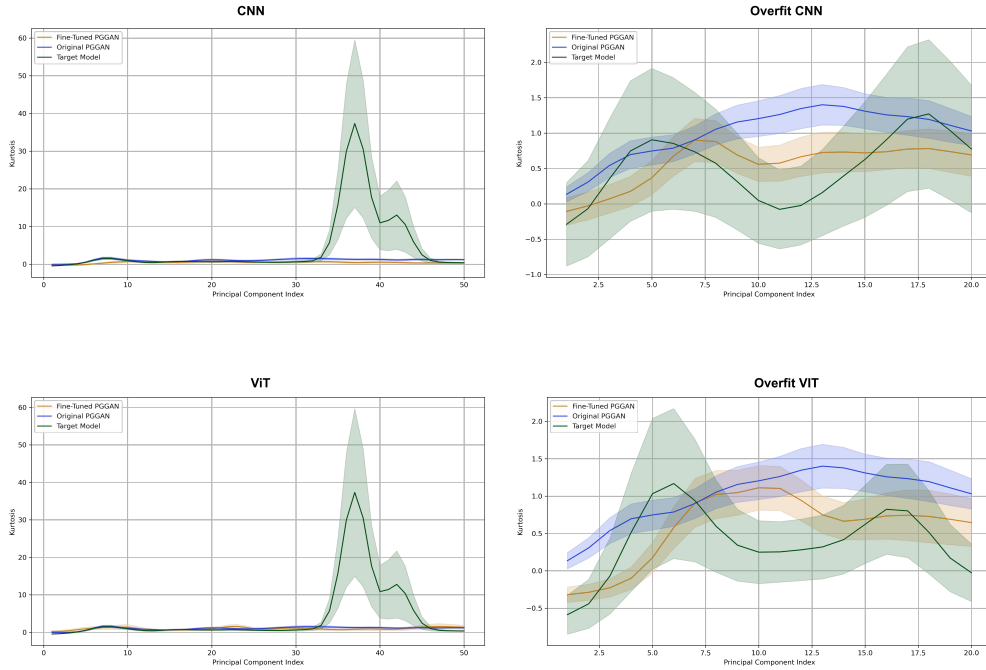 CNN
Fine-Tuned PGGAN
Original PGGAN
Target Model
Kurtosis
60
50
40
30
20
10
0
0 10 20 30 40 50
Principal Component Index
Overfit CNN
Fine-Tuned PGGAN
Original PGGAN
Target Model
Kurtosis
2.0
1.5
1.0
0.5
0.0
−0.5
−1.0
2.5 5.0 7.5 10.0 12.5 15.0 17.5 20.0
Principal Component Index
ViT
Fine-Tuned PGGAN
Original PGGAN
Target Model
Kurtosis
60
50
40
30
20
10
0
0 10 20 30 40 50
Principal Component Index
Overfit VIT
Fine-Tuned PGGAN
Original PGGAN
Target Model
Kurtosis
2.0
1.5
1.0
0.5
0.0
−0.5
2.5 5.0 7.5 10.0 12.5 15.0 17.5 20.0
Principal Component Index